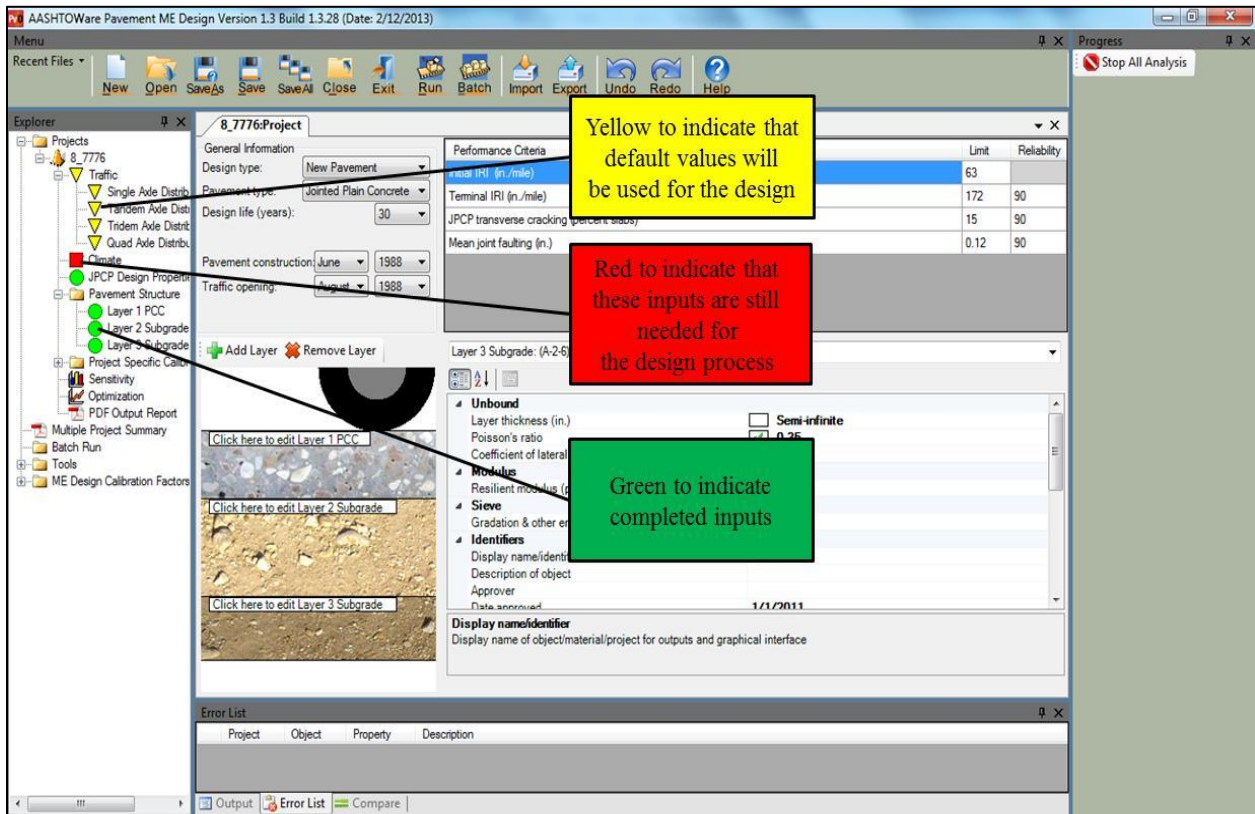 AASHTOWare Pavement ME Design Version 1.3 Build 1.3.28 (Date: 2/12/2013)
Menu
Recent Files
New Open SaveAs Save SaveAll Close Exit Run Batch Import Export Undo Redo Help
Progress
Stop All Analysis
Explorer
Projects
8_7776
Traffic
Single Axle Distrib
Tandem Axle Distr
Tridem Axle Distrib
Quad Axle Distribu
Climate
JPCP Design Propertie
Pavement Structure
Layer 1 PCC
Layer 2 Subgrade
Layer 3 Subgrade
Project Specific Calibr
Sensitivity
Optimization
PDF Output Report
Multiple Project Summary
Batch Run
Tools
ME Design Calibration Factors
8_7776:Project
General Information
Design type: New Pavement
Pavement type: Jointed Plain Concrete
Design life (years): 30
Pavement construction: June 1988
Traffic opening: August 1988
Performance Criteria Limit Reliability
Initial IRI (in./mile) 63
Terminal IRI (in./mile) 172 90
JPCP transverse cracking (percent slabs) 15 90
Mean joint faulting (in.) 0.12 90
Yellow to indicate that
default values will
be used for the design
Red to indicate that
these inputs are still
needed for
the design process
Green to indicate
completed inputs
Add Layer Remove Layer
Click here to edit Layer 1 PCC
Click here to edit Layer 2 Subgrade
Click here to edit Layer 3 Subgrade
Layer 3 Subgrade: (A-2-6)
Unbound
Layer thickness (in.) Semi-infinite
Poisson's ratio 0.35
Coefficient of lateral
Modulus
Resilient modulus (p
Sieve
Gradation & other en
Identifiers
Display name/identif
Description of object
Approver
Date approved 1/1/2011
Display name/identifier
Display name of object/material/project for outputs and graphical interface
Error List
Project Object Property Description
Output Error List Compare